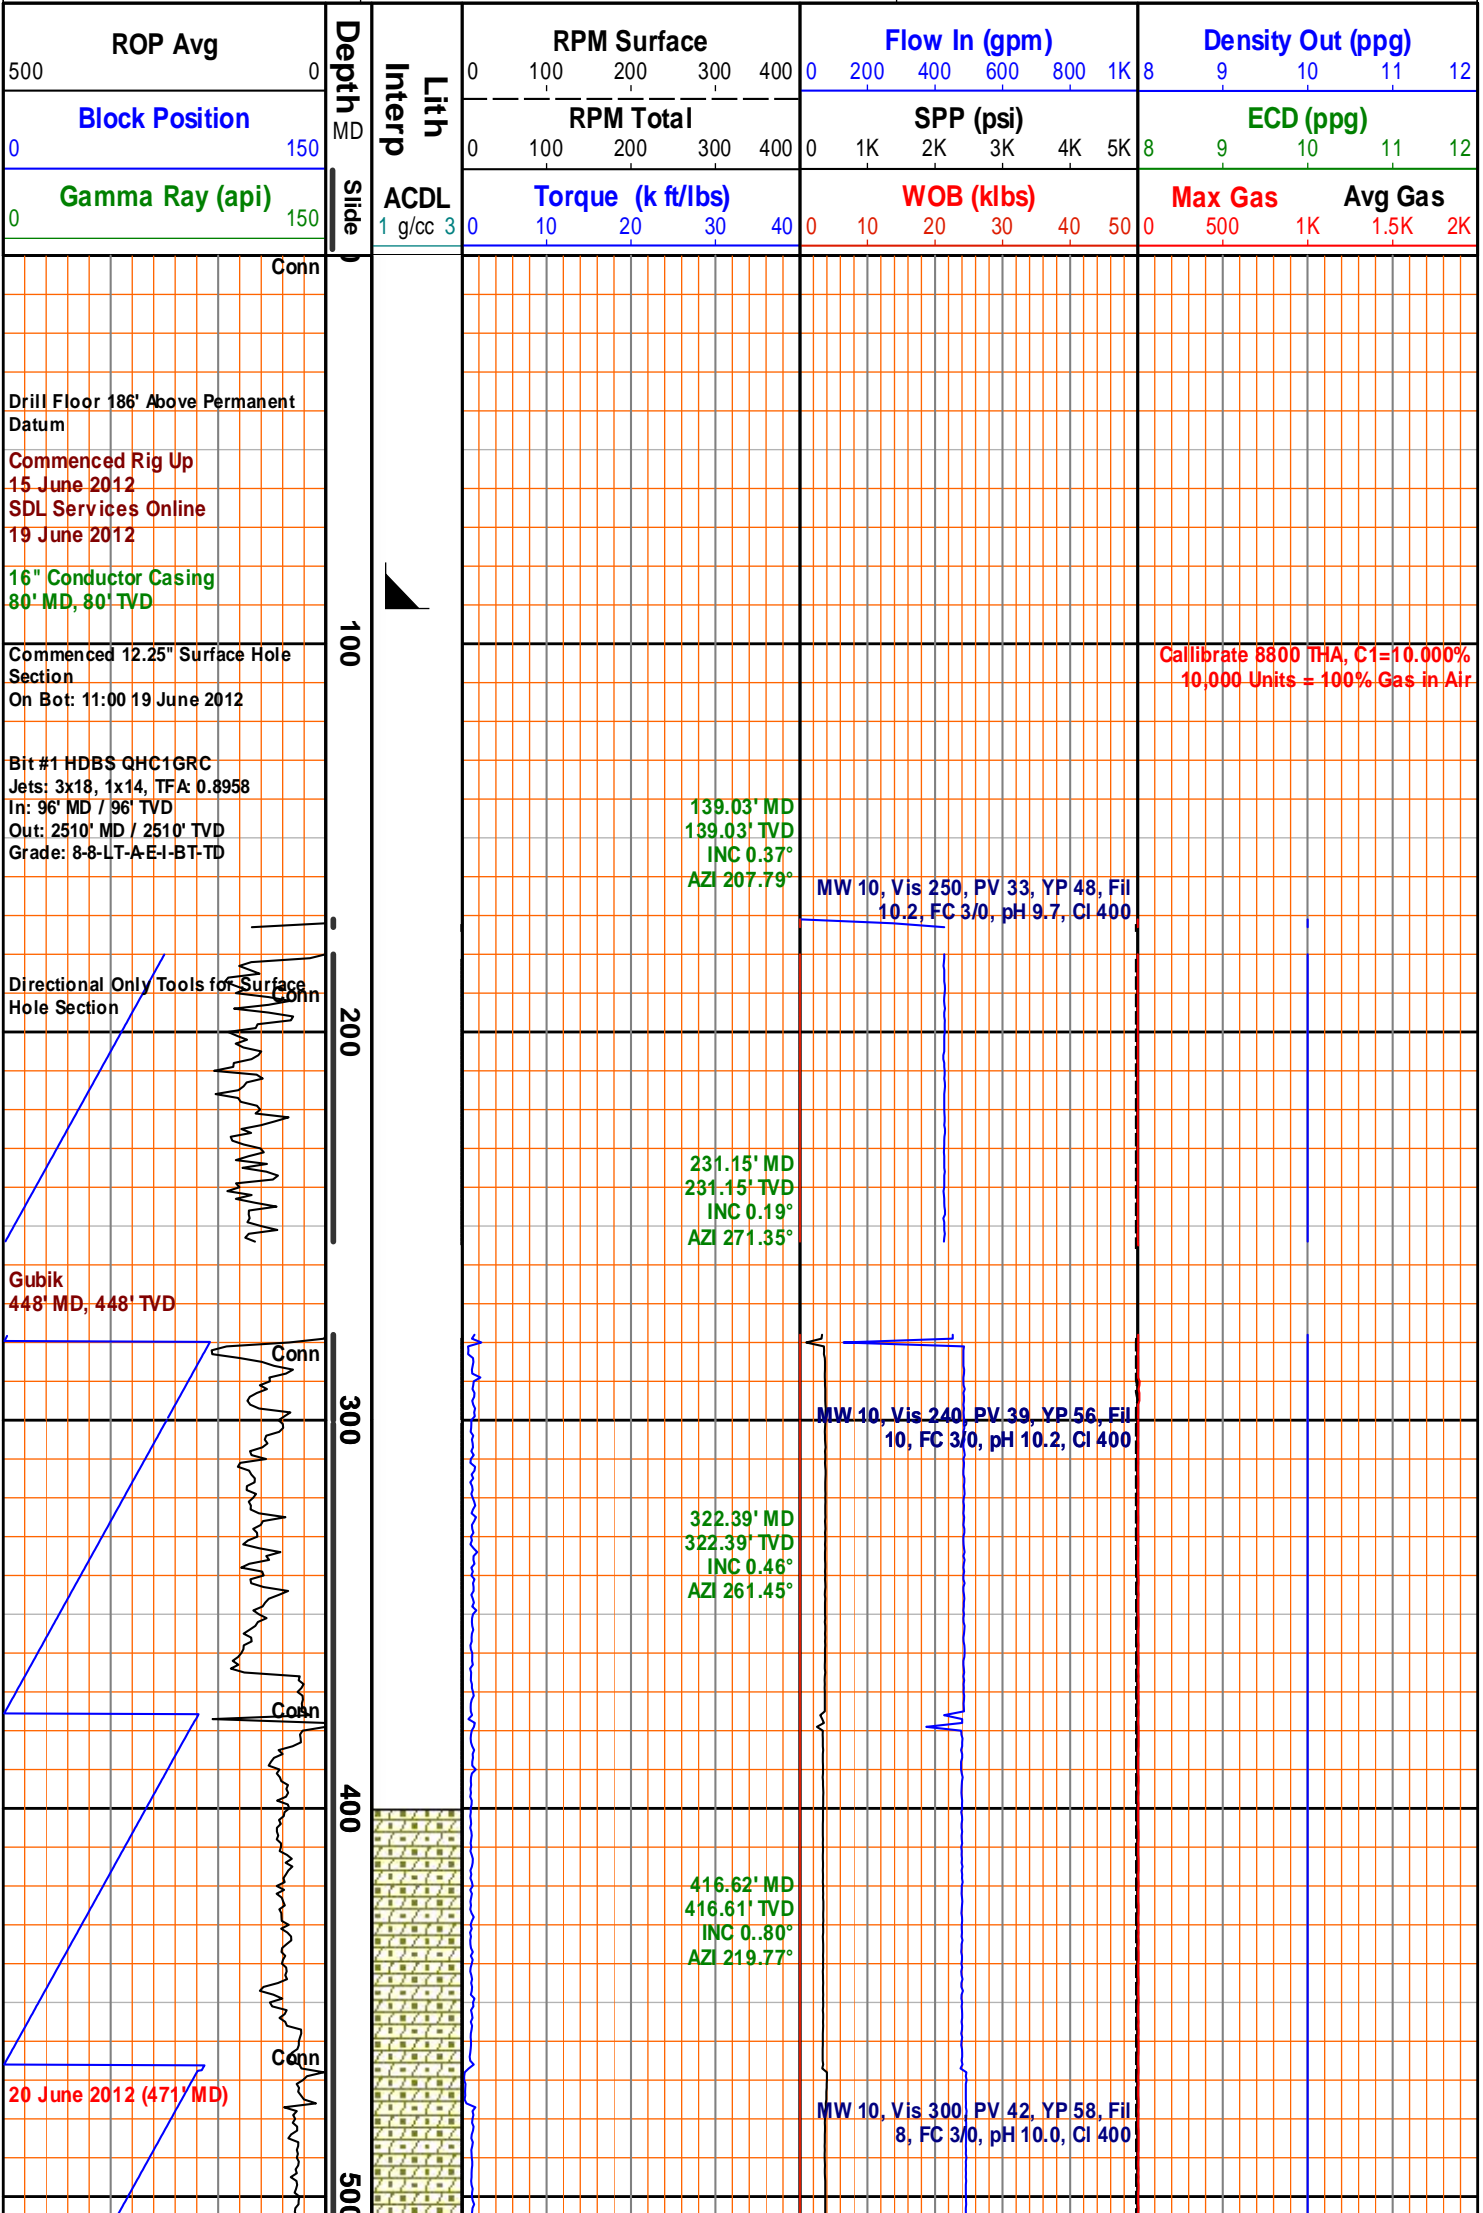 ROP Avg
500 0
Block Position
0 150
Gamma Ray (api)
0 150
Depth MD
Slide
Lith Interp
ACDL
1 g/cc 3
RPM Surface
0 100 200 300 400
RPM Total
0 100 200 300 400
Torque (k ft/lbs)
0 10 20 30 40
Flow In (gpm)
0 200 400 600 800 1K
SPP (psi)
0 1K 2K 3K 4K 5K
WOB (klbs)
0 10 20 30 40 50
Density Out (ppg)
8 9 10 11 12
ECD (ppg)
8 9 10 11 12
Max Gas Avg Gas
0 500 1K 1.5K 2K
Conn
Drill Floor 186' Above Permanent
Datum
Commenced Rig Up
15 June 2012
SDL Services Online
19 June 2012
16" Conductor Casing
80' MD, 80' TVD
100
Commenced 12.25" Surface Hole
Section
On Bot: 11:00 19 June 2012
Callibrate 8800 THA, C1=10.000%
10,000 Units = 100% Gas in Air
Bit #1 HDBS QHC1GRC
Jets: 3x18, 1x14, TFA: 0.8958
In: 96' MD / 96' TVD
Out: 2510' MD / 2510' TVD
Grade: 8-8-LT-A-E-I-BT-TD
139.03' MD
139.03' TVD
INC 0.37°
AZI 207.79°
MW 10, Vis 250, PV 33, YP 48, Fil
10.2, FC 3/0, pH 9.7, Cl 400
Directional Only Tools for Surface
Hole Section
Conn
200
231.15' MD
231.15' TVD
INC 0.19°
AZI 271.35°
Gubik
448' MD, 448' TVD
Conn
300
MW 10, Vis 240, PV 39, YP 56, Fil
10, FC 3/0, pH 10.2, Cl 400
322.39' MD
322.39' TVD
INC 0.46°
AZI 261.45°
Conn
400
416.62' MD
416.61' TVD
INC 0..80°
AZI 219.77°
Conn
20 June 2012 (471' MD)
MW 10, Vis 300, PV 42, YP 58, Fil
8, FC 3/0, pH 10.0, Cl 400
500